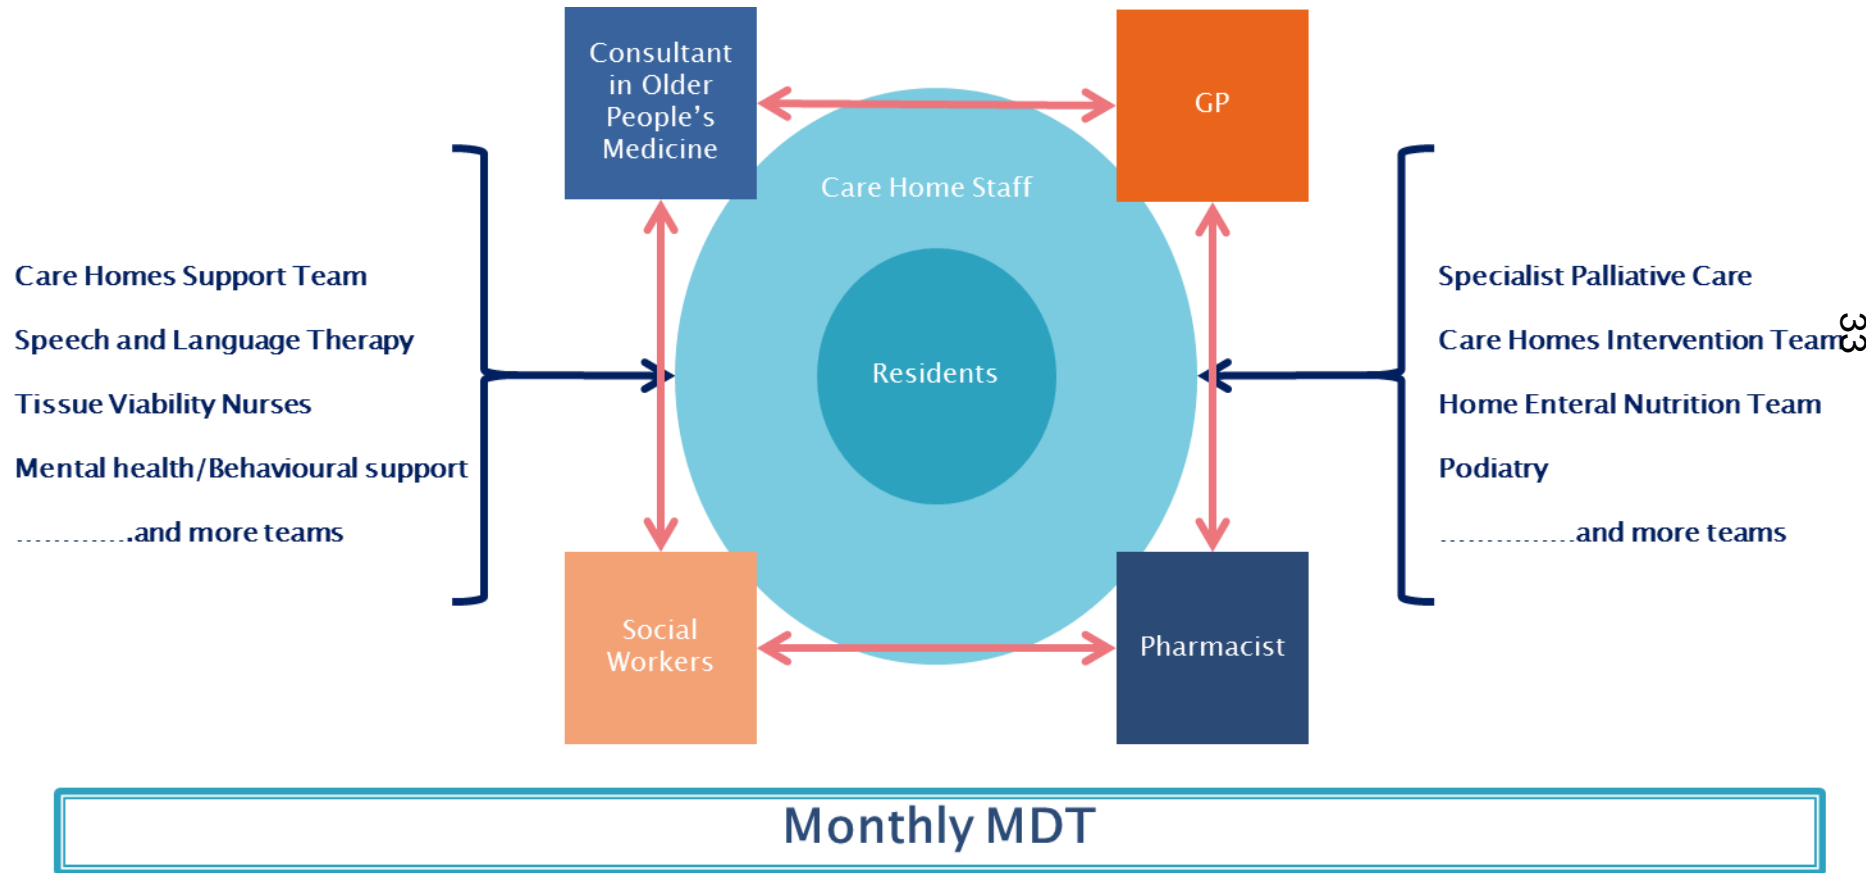 Consultant
in Older
People's
Medicine
GP
Care Home Staff
Residents
Care Homes Support Team
Speech and Language Therapy
Tissue Viability Nurses
Mental health/Behavioural support
.............and more teams
Specialist Palliative Care
Care Homes Intervention Team
Home Enteral Nutrition Team
Podiatry
...............and more teams
33
Social
Workers
Pharmacist
Monthly MDT